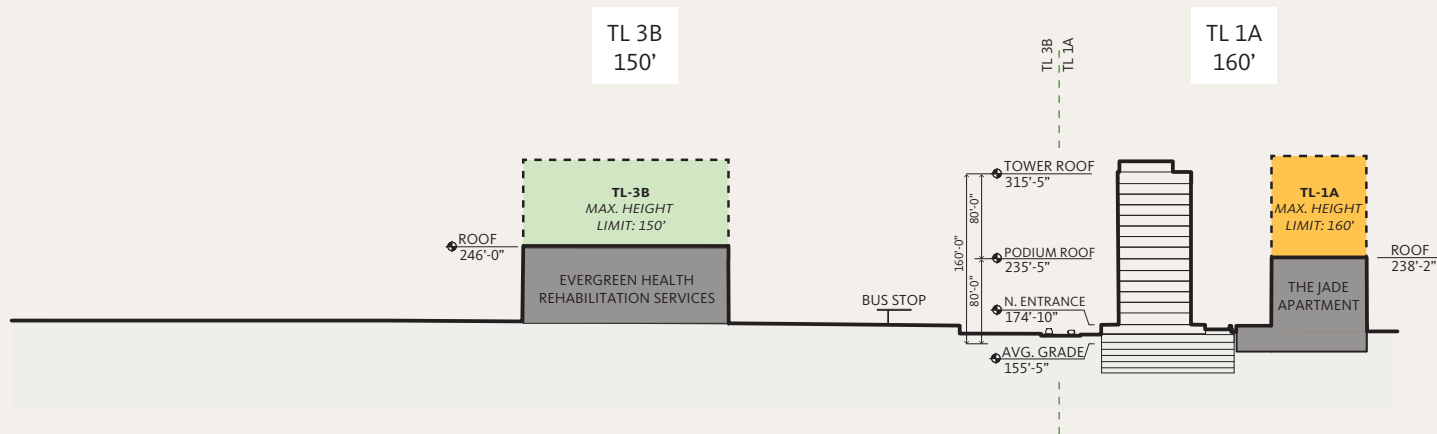 TL 3B
150’
TL 3B
TL 1A
TL 1A
160’
TL-3B
MAX. HEIGHT
LIMIT: 150’
ROOF
246’-0”
EVERGREEN HEALTH
REHABILITATION SERVICES
BUS STOP
TOWER ROOF
315’-5”
80’-0”
160’-0”
PODIUM ROOF
235’-5”
80’-0”
N. ENTRANCE
174’-10”
AVG. GRADE
155’-5”
TL-1A
MAX. HEIGHT
LIMIT: 160’
THE JADE
APARTMENT
ROOF
238’-2”